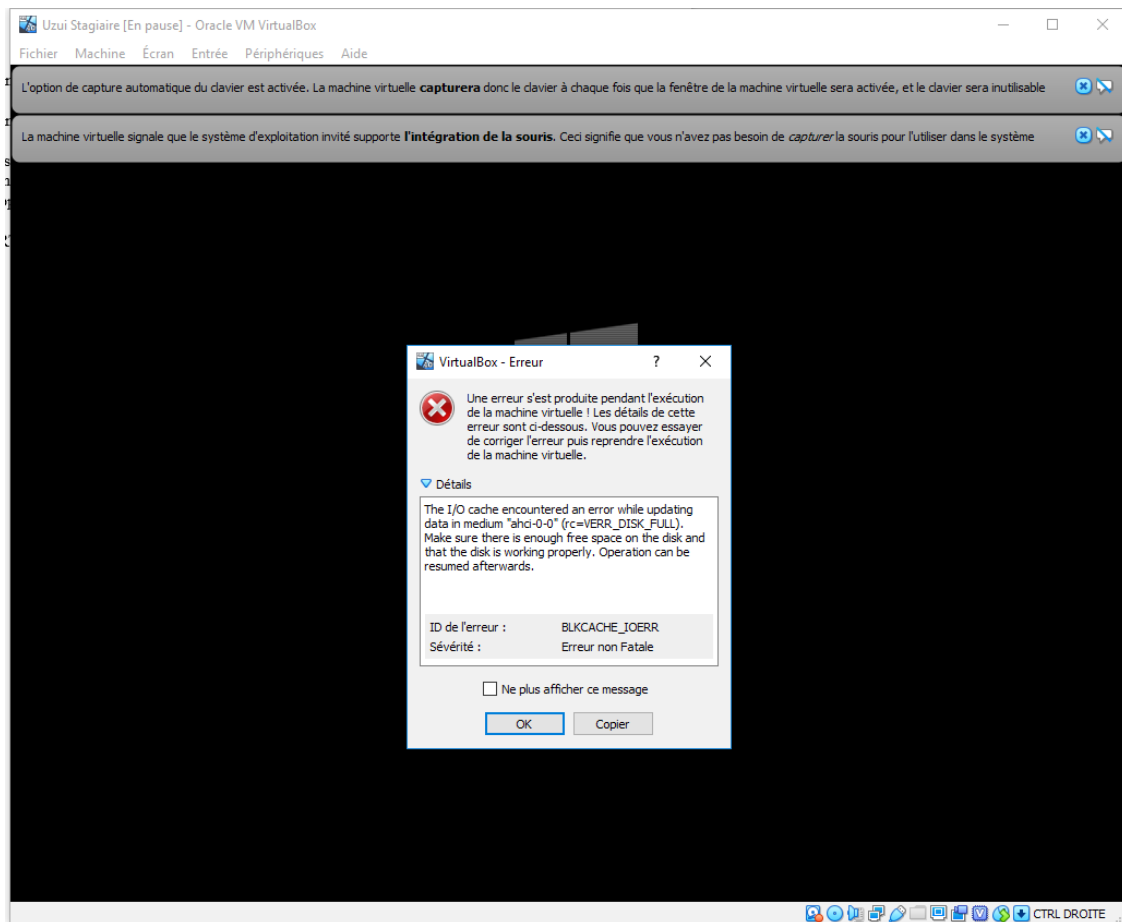 Uzui Stagiaire [En pause] - Oracle VM VirtualBox
Fichier Machine Écran Entrée Périphériques Aide
L'option de capture automatique du clavier est activée. La machine virtuelle capturera donc le clavier à chaque fois que la fenêtre de la machine virtuelle sera activée, et le clavier sera inutilisable
La machine virtuelle signale que le système d'exploitation invité supporte l'intégration de la souris. Ceci signifie que vous n'avez pas besoin de capturer la souris pour l'utiliser dans le système
VirtualBox - Erreur
Une erreur s'est produite pendant l'exécution
de la machine virtuelle ! Les détails de cette
erreur sont ci-dessous. Vous pouvez essayer
de corriger l'erreur puis reprendre l'exécution
de la machine virtuelle.
Détails
The I/O cache encountered an error while updating
data in medium "ahci-0-0" (rc=VERR_DISK_FULL).
Make sure there is enough free space on the disk and
that the disk is working properly. Operation can be
resumed afterwards.
ID de l'erreur : BLKCACHE_IOERR
Sévérité : Erreur non Fatale
Ne plus afficher ce message
OK Copier
CTRL DROITE